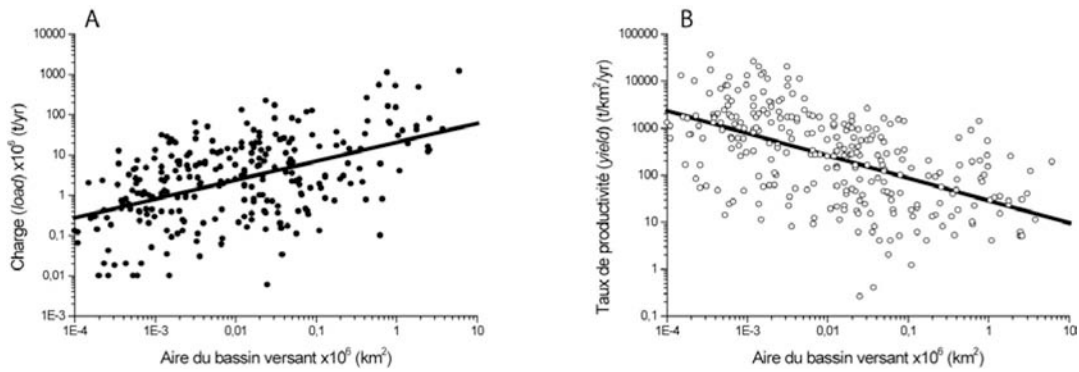 A
Charge (load) x10⁶ (t/yr)
10000
1000
100
10
1
0,1
0,01
1E-3
1E-4
1E-3
0,01
0,1
1
10
Aire du bassin versant x10⁶ (km²)
B
Taux de productivité (yield) (t/km²/yr)
100000
10000
1000
100
10
1
0,1
1E-4
1E-3
0,01
0,1
1
10
Aire du bassin versant x10⁶ (km²)